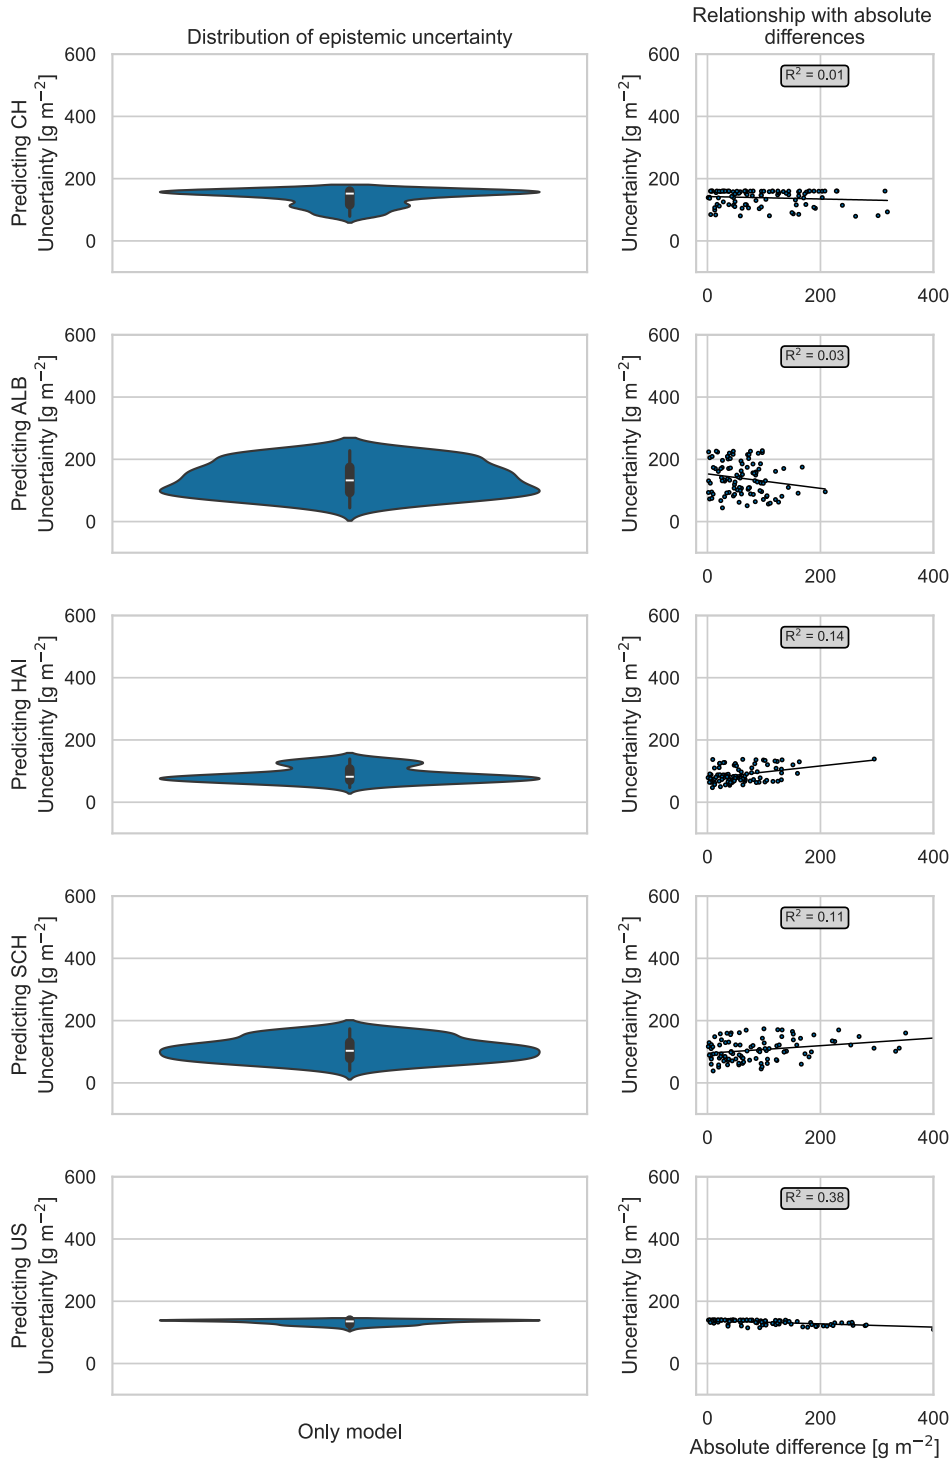 Distribution of epistemic uncertainty
Relationship with absolute
differences
Predicting CH
Uncertainty [g m−2]
600
400
200
0
Uncertainty [g m−2]
600
400
200
0
R2 = 0.01
0 200 400
Predicting ALB
Uncertainty [g m−2]
600
400
200
0
Uncertainty [g m−2]
600
400
200
0
R2 = 0.03
0 200 400
Predicting HAI
Uncertainty [g m−2]
600
400
200
0
Uncertainty [g m−2]
600
400
200
0
R2 = 0.14
0 200 400
Predicting SCH
Uncertainty [g m−2]
600
400
200
0
Uncertainty [g m−2]
600
400
200
0
R2 = 0.11
0 200 400
Predicting US
Uncertainty [g m−2]
600
400
200
0
Only model
Uncertainty [g m−2]
600
400
200
0
R2 = 0.38
0 200 400
Absolute difference [g m−2]